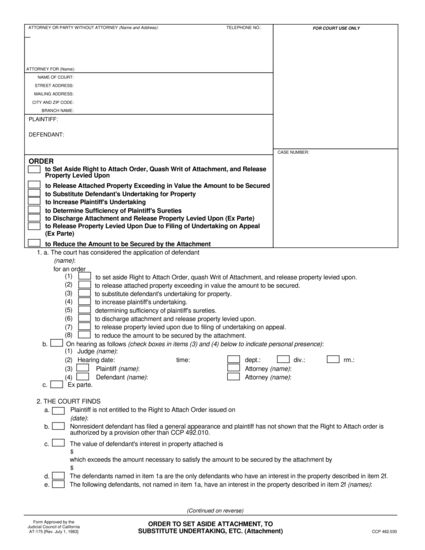 ATTORNEY OR PARTY WITHOUT ATTORNEY (Name and Address): TELEPHONE NO: FOR COURT USE ONLY
ATTORNEY FOR (Name):
NAME OF COURT:
STREET ADDRESS:
MAILING ADDRESS:
CITY AND ZIP CODE:
BRANCH NAME:
PLAINTIFF:
DEFENDANT:
CASE NUMBER:
ORDER
to Set Aside Right to Attach Order, Quash Writ of Attachment, and Release
Property Levied Upon
to Release Attached Property Exceeding in Value the Amount to be Secured
to Substitute Defendant's Undertaking for Property
to Increase Plaintiff's Undertaking
to Determine Sufficiency of Plaintiff's Sureties
to Discharge Attachment and Release Property Levied Upon (Ex Parte)
to Release Property Levied Upon Due to Filing of Undertaking on Appeal
(Ex Parte)
to Reduce the Amount to be Secured by the Attachment
1. a. The court has considered the application of defendant
(name):
for an order
(1) to set aside Right to Attach Order, quash Writ of Attachment, and release property levied upon.
(2) to release attached property exceeding in value the amount to be secured.
(3) to substitute defendant's undertaking for property.
(4) to increase plaintiff's undertaking.
(5) determining sufficiency of plaintiff's sureties.
(6) to discharge attachment and release property levied upon.
(7) to release property levied upon due to filing of undertaking on appeal.
(8) to reduce the amount to be secured by the attachment.
b. On hearing as follows (check boxes in items (3) and (4) below to indicate personal presence):
(1) Judge (name):
(2) Hearing date: time: dept.: div.: rm.:
(3) Plaintiff (name): Attorney (name):
(4) Defendant (name): Attorney (name):
c. Ex parte.
2. THE COURT FINDS
a. Plaintiff is not entitled to the Right to Attach Order issued on
(date):
b. Nonresident defendant has filed a general appearance and plaintiff has not shown that the Right to Attach order is
authorized by a provision other than CCP 492.010.
c. The value of defendant's interest in property attached is
$
which exceeds the amount necessary to satisfy the amount to be secured by the attachment by
$
d. The defendants named in item 1a are the only defendants who have an interest in the property described in item 2f.
e. The following defendants, not named in item 1a, have an interest in the property described in item 2f (names):
(Continued on reverse)
Form Approved by the
Judicial Council of California
AT-175 [Rev. July 1, 1983]
ORDER TO SET ASIDE ATTACHMENT, TO
SUBSTITUTE UNDERTAKING, ETC. (Attachment)
CCP 482.030